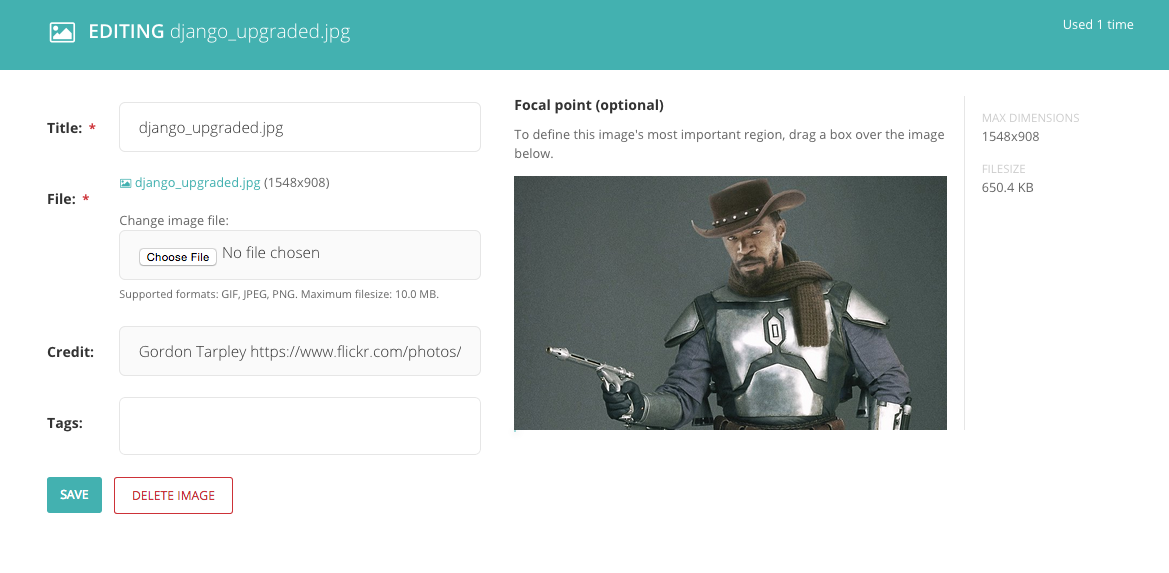 EDITING django_upgraded.jpg
Used 1 time
Title: *
django_upgraded.jpg
File: *
django_upgraded.jpg (1548x908)
Change image file:
Choose File No file chosen
Supported formats: GIF, JPEG, PNG. Maximum filesize: 10.0 MB.
Credit:
Gordon Tarpley https://www.flickr.com/photos/
Tags:
SAVE
DELETE IMAGE
Focal point (optional)
To define this image's most important region, drag a box over the image
below.
MAX DIMENSIONS
1548x908
FILESIZE
650.4 KB